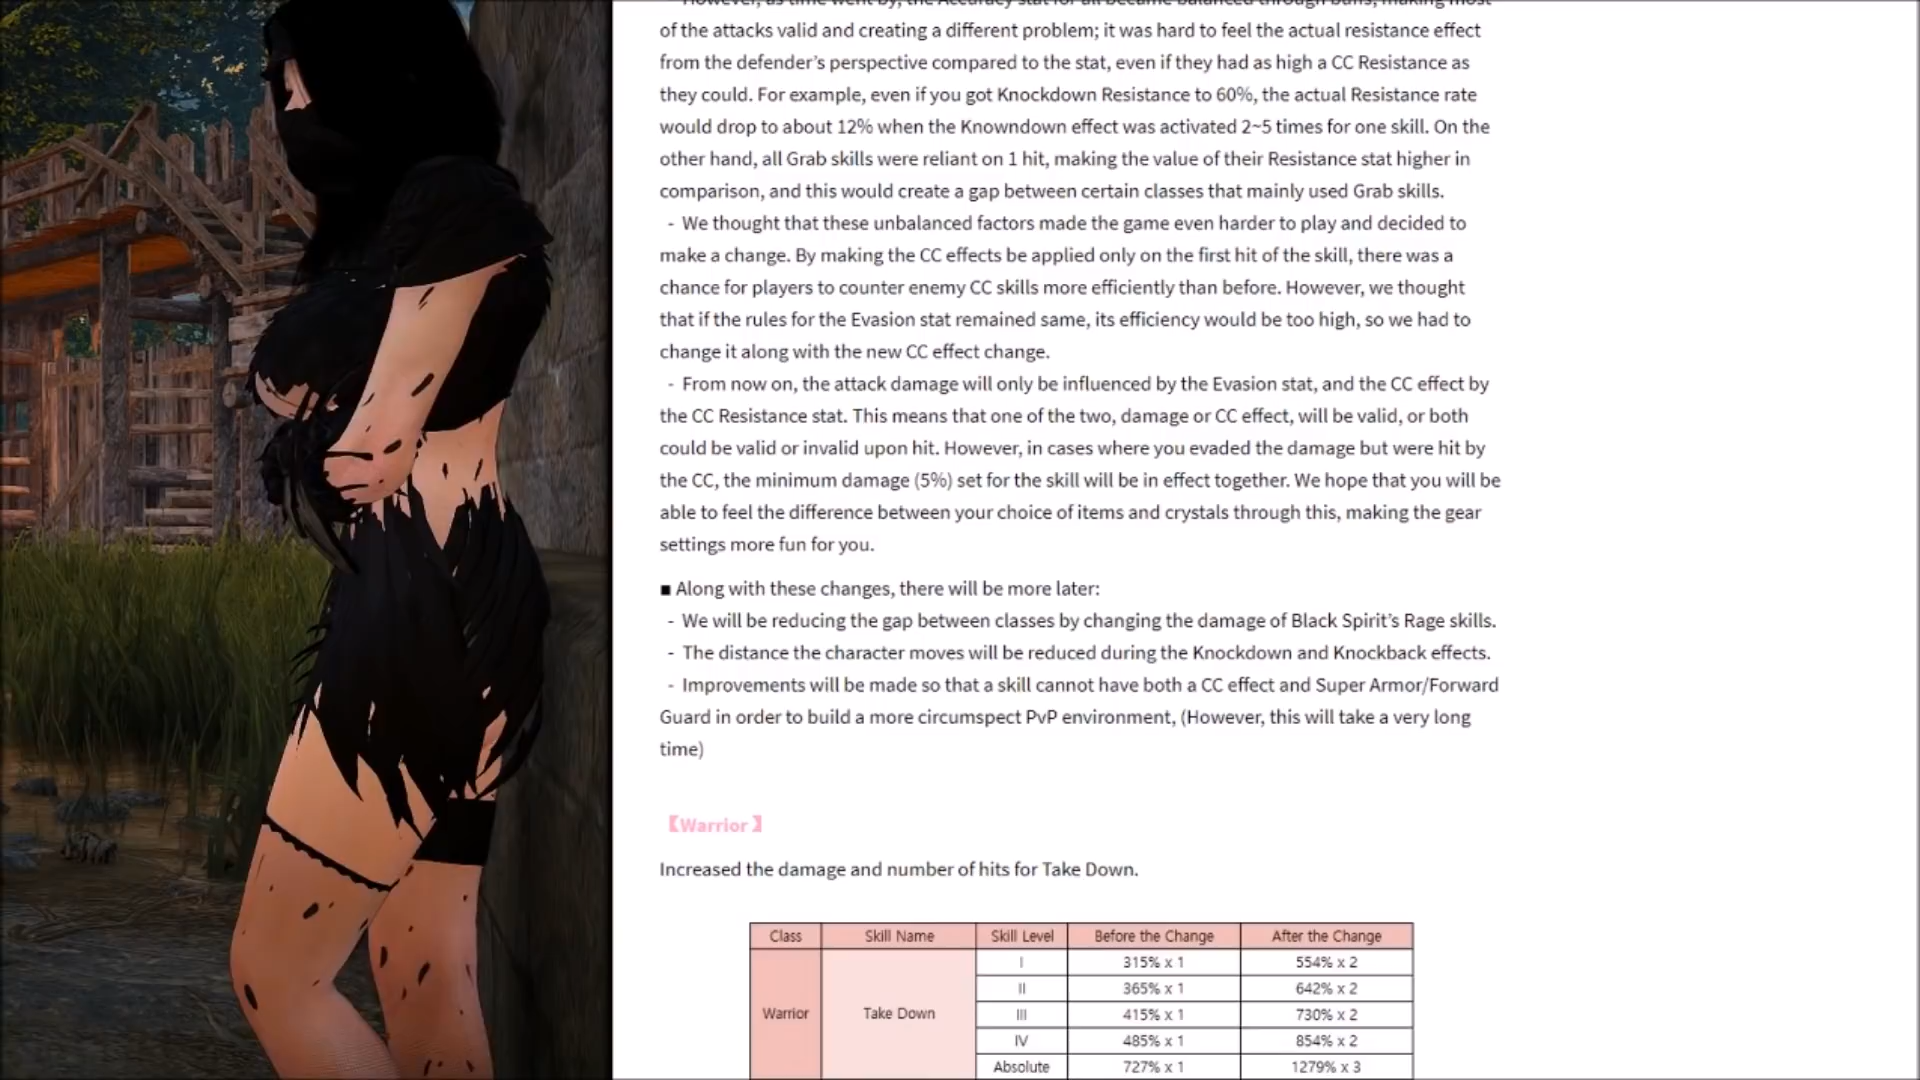 However, as time went by, the Accuracy stat for all became balanced through buffs, making most
of the attacks valid and creating a different problem; it was hard to feel the actual resistance effect
from the defender’s perspective compared to the stat, even if they had as high a CC Resistance as
they could. For example, even if you got Knockdown Resistance to 60%, the actual Resistance rate
would drop to about 12% when the Knowndown effect was activated 2~5 times for one skill. On the
other hand, all Grab skills were reliant on 1 hit, making the value of their Resistance stat higher in
comparison, and this would create a gap between certain classes that mainly used Grab skills.
- We thought that these unbalanced factors made the game even harder to play and decided to
make a change. By making the CC effects be applied only on the first hit of the skill, there was a
chance for players to counter enemy CC skills more efficiently than before. However, we thought
that if the rules for the Evasion stat remained same, its efficiency would be too high, so we had to
change it along with the new CC effect change.
- From now on, the attack damage will only be influenced by the Evasion stat, and the CC effect by
the CC Resistance stat. This means that one of the two, damage or CC effect, will be valid, or both
could be valid or invalid upon hit. However, in cases where you evaded the damage but were hit by
the CC, the minimum damage (5%) set for the skill will be in effect together. We hope that you will be
able to feel the difference between your choice of items and crystals through this, making the gear
settings more fun for you.
■ Along with these changes, there will be more later:
- We will be reducing the gap between classes by changing the damage of Black Spirit’s Rage skills.
- The distance the character moves will be reduced during the Knockdown and Knockback effects.
- Improvements will be made so that a skill cannot have both a CC effect and Super Armor/Forward
Guard in order to build a more circumspect PvP environment, (However, this will take a very long
time)
【Warrior】
Increased the damage and number of hits for Take Down.
Class Skill Name Skill Level Before the Change After the Change
I 315% x 1 554% x 2
II 365% x 1 642% x 2
Warrior Take Down III 415% x 1 730% x 2
IV 485% x 1 854% x 2
Absolute 727% x 1 1279% x 3